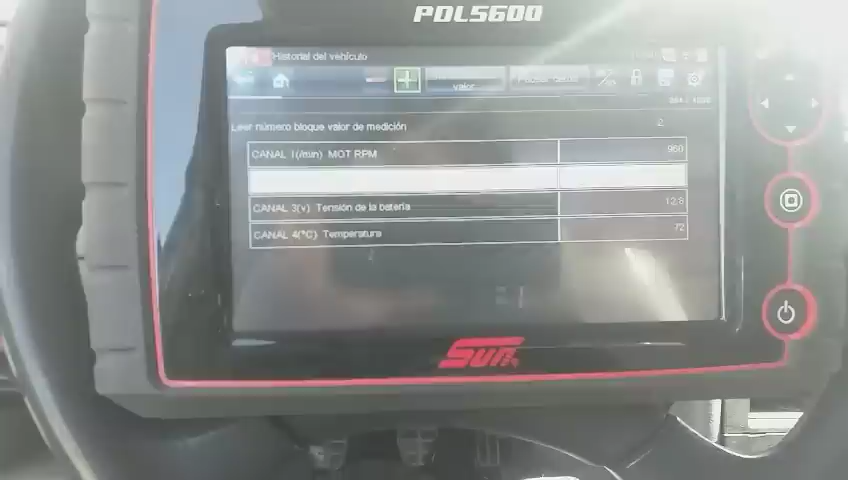 PDL5600
Historial del vehículo
valor
Leer número bloque valor de medición 2
CANAL 1(/min) MOT RPM 960
CANAL 3(v) Tensión de la batería 12,8
CANAL 4(°C) Temperatura 72
Sun